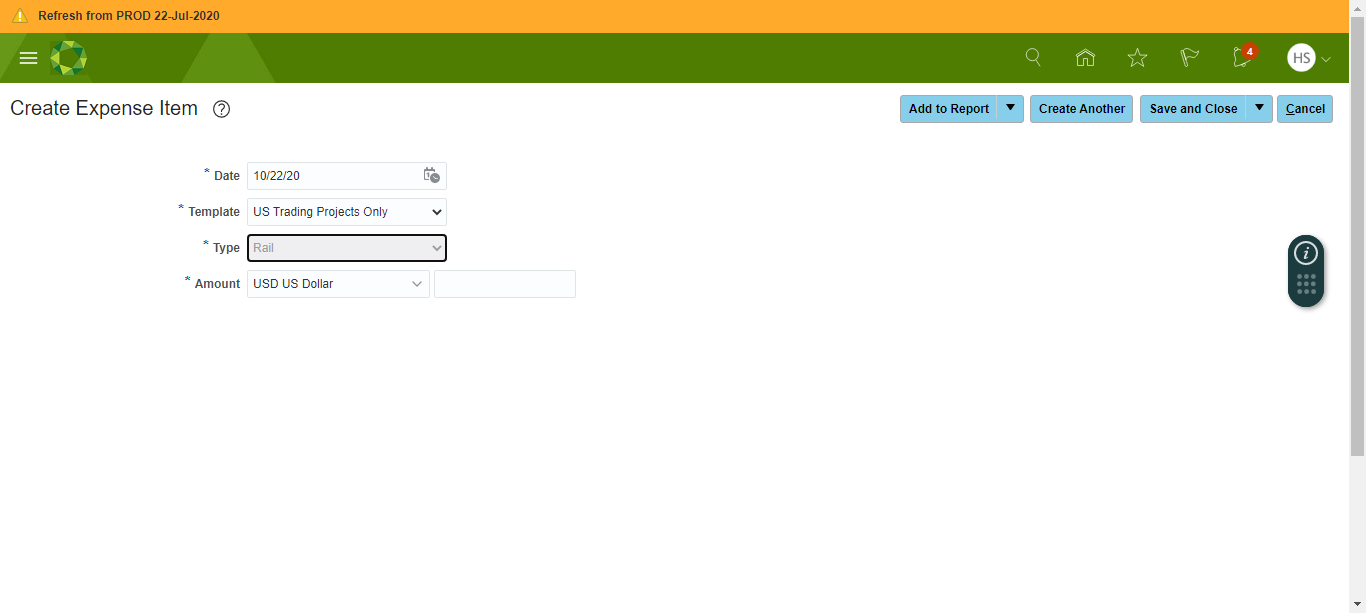 Refresh from PROD 22-Jul-2020
4
HS
Create Expense Item ?
Add to Report
Create Another
Save and Close
Cancel
* Date 10/22/20
* Template US Trading Projects Only
* Type Rail
* Amount USD US Dollar
i